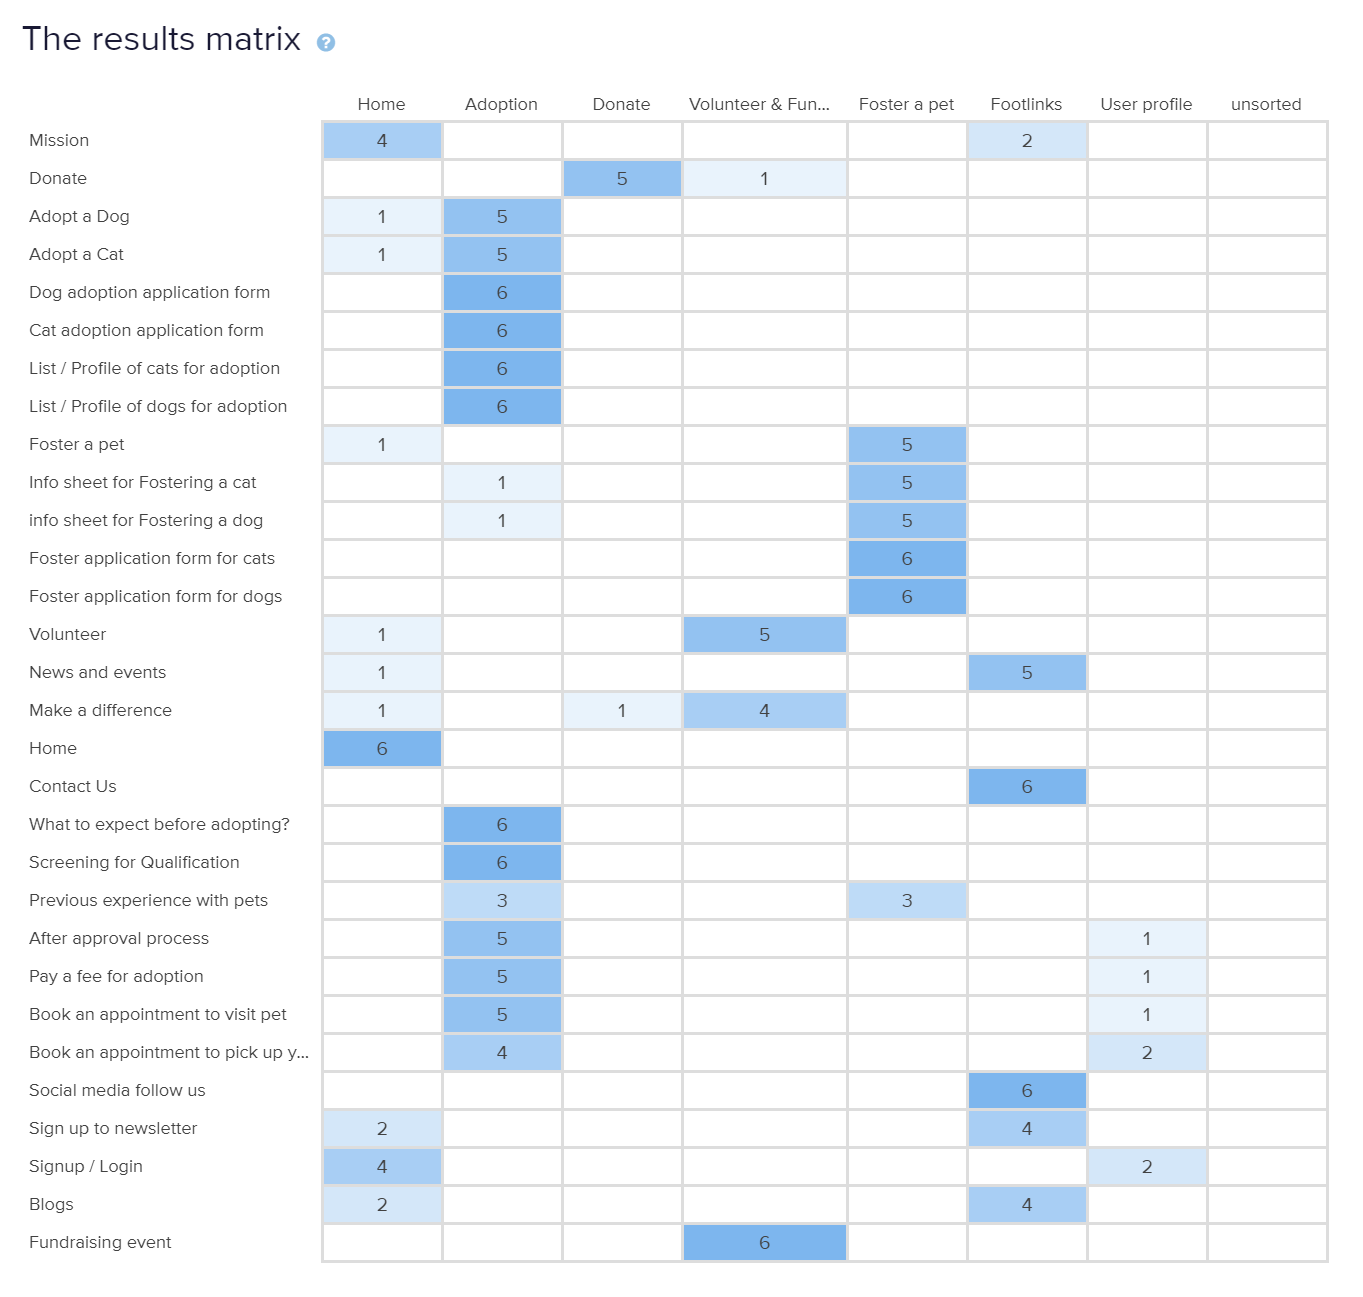 The results matrix ?
Home Adoption Donate Volunteer & Fun... Foster a pet Footlinks User profile unsorted
Mission 4 2
Donate 5 1
Adopt a Dog 1 5
Adopt a Cat 1 5
Dog adoption application form 6
Cat adoption application form 6
List / Profile of cats for adoption 6
List / Profile of dogs for adoption 6
Foster a pet 1 5
Info sheet for Fostering a cat 1 5
info sheet for Fostering a dog 1 5
Foster application form for cats 6
Foster application form for dogs 6
Volunteer 1 5
News and events 1 5
Make a difference 1 1 4
Home 6
Contact Us 6
What to expect before adopting? 6
Screening for Qualification 6
Previous experience with pets 3 3
After approval process 5 1
Pay a fee for adoption 5 1
Book an appointment to visit pet 5 1
Book an appointment to pick up y... 4 2
Social media follow us 6
Sign up to newsletter 2 4
Signup / Login 4 2
Blogs 2 4
Fundraising event 6